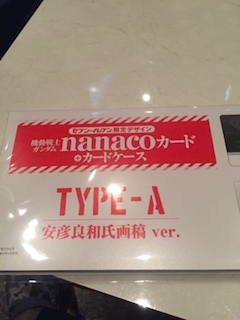 セブン-イレブン限定デザイン
機動戦士
ガンダム
nanacoカード
+カードケース
TYPE-A
安彦良和氏画稿 ver.